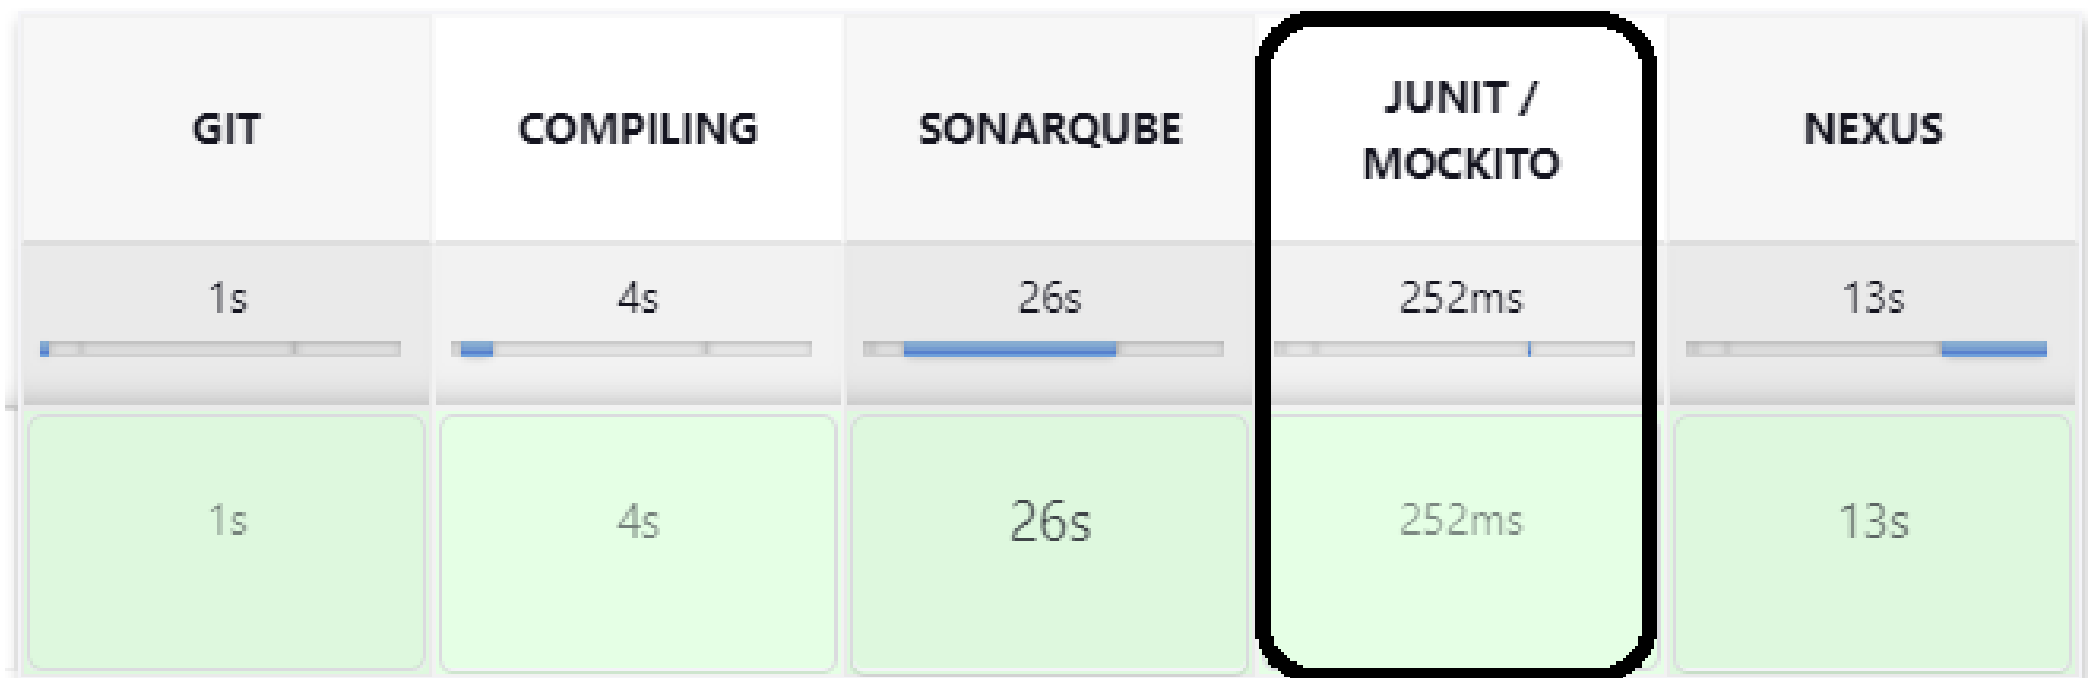 GIT
COMPILING
SONARQUBE
JUNIT /
MOCKITO
NEXUS
1s
4s
26s
252ms
13s
1s
4s
26s
252ms
13s